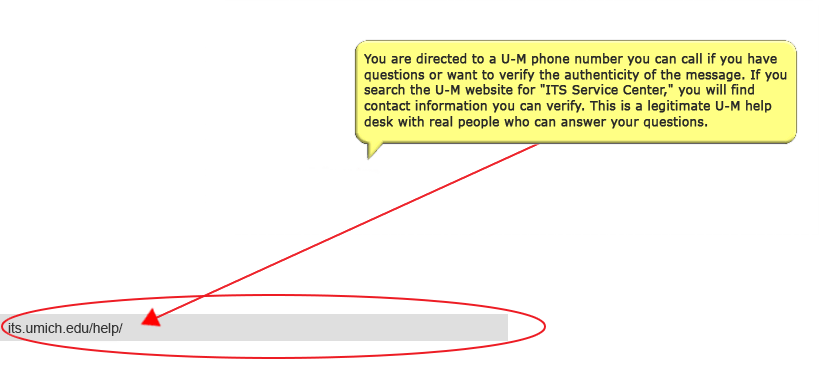 You are directed to a U-M phone number you can call if you have
questions or want to verify the authenticity of the message. If you
search the U-M website for "ITS Service Center," you will find
contact information you can verify. This is a legitimate U-M help
desk with real people who can answer your questions.
its.umich.edu/help/